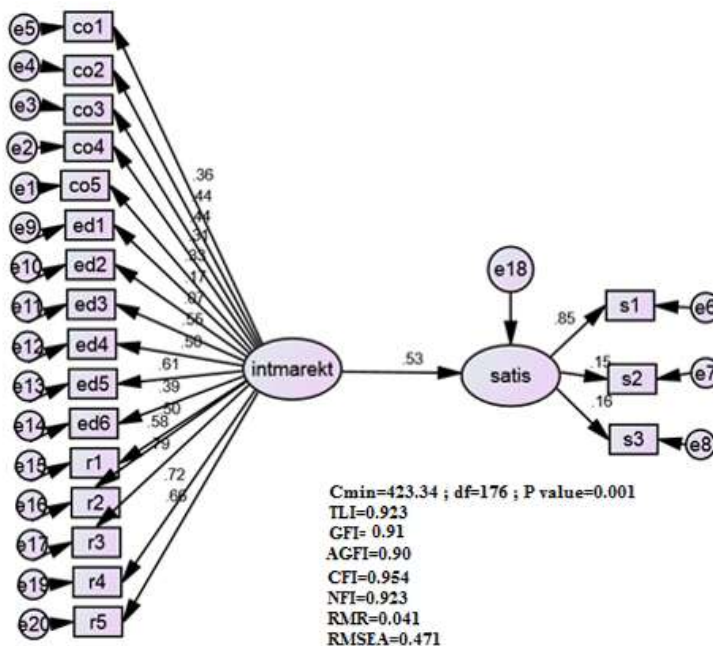 e5 co1
e4 co2
e3 co3
e2 co4
e1 co5
e9 ed1
e10 ed2
e11 ed3
e12 ed4
e13 ed5
e14 ed6
e15 r1
e16 r2
e17 r3
e19 r4
e20 r5
.36
.44
.44
.31
.33
.17
.67
.55
.50
.61
.39
.50
.58
.79
.72
.66
intmarekt
.53
e18
satis
.85
.15
.16
s1 e6
s2 e7
s3 e8
Cmin=423.34 ; df=176 ; P value=0.001
TLI=0.923
GFI= 0.91
AGFI=0.90
CFI=0.954
NFI=0.923
RMR=0.041
RMSEA=0.471